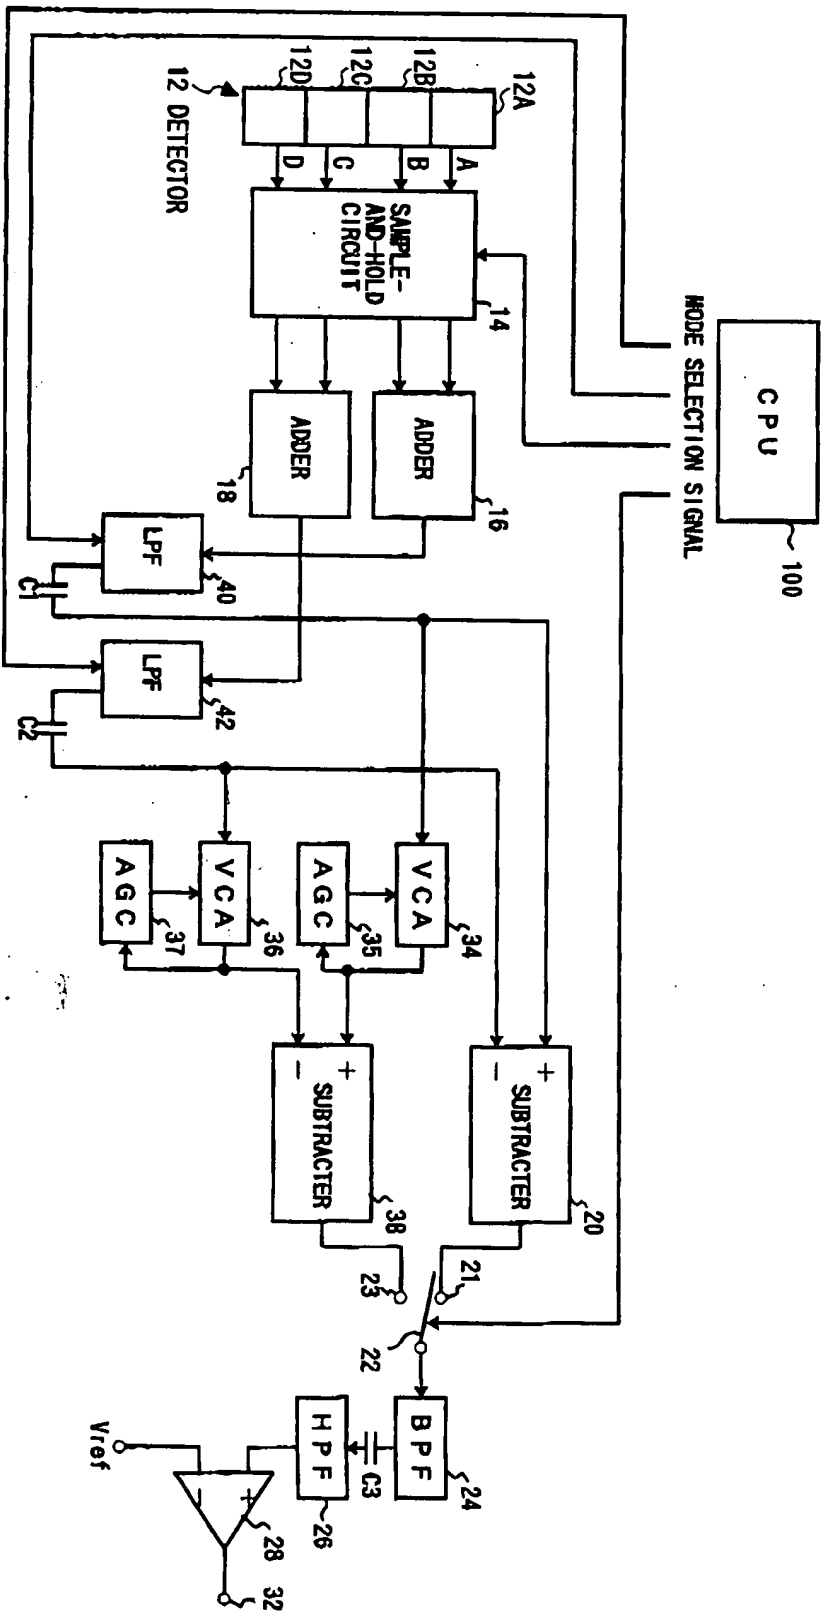 CPU
100
MODE SELECTION SIGNAL
12A
12B
12C
12D
12 DETECTOR
A
B
C
D
SAMPLE-
AND-HOLD
CIRCUIT
14
ADDER
16
ADDER
18
LPF
40
C1
LPF
42
C2
VCA
34
AGC
35
VCA
36
AGC
37
+
−
SUBTRACTER
20
+
−
SUBTRACTER
38
21
23
22
BPF
24
C3
HPF
26
+
−
28
Vref
32